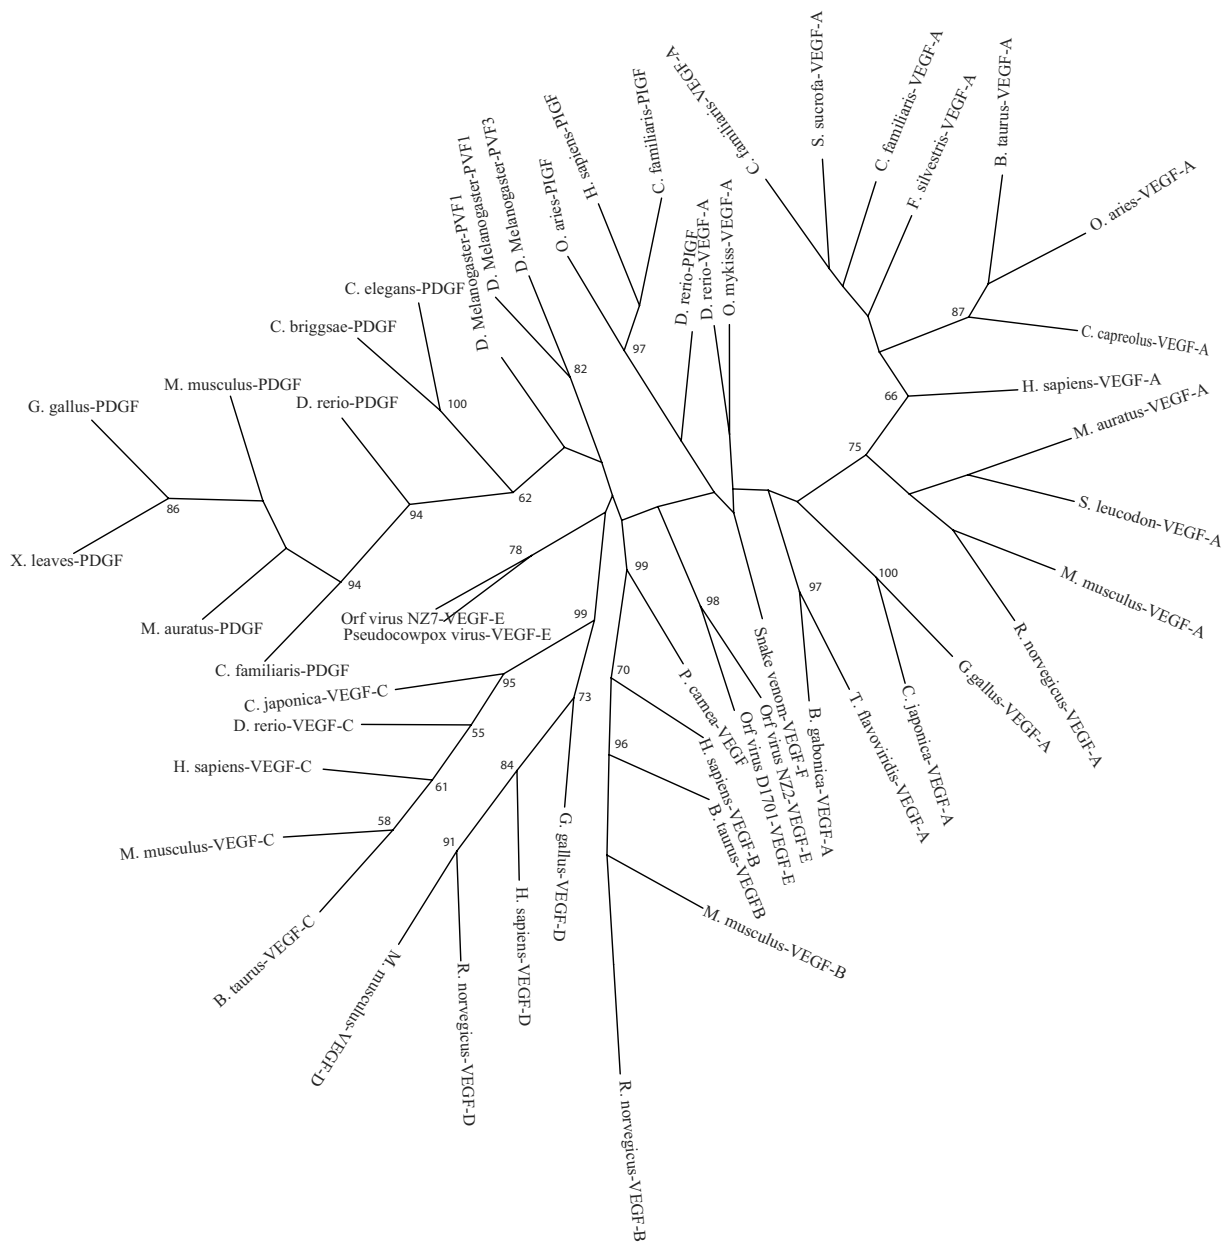 C. familiaris-VEGF-A
S. sucrofa-VEGF-A
C. familiaris-VEGF-A
F. silvestris-VEGF-A
B. taurus-VEGF-A
O. aries-VEGF-A
87
C. capreolus-VEGF-A
H. sapiens-VEGF-A
66
M. auratus-VEGF-A
75
S. leucodon-VEGF-A
M. musculus-VEGF-A
R. norvegicus-VEGF-A
100
G.gallus-VEGF-A
C. japonica-VEGF-A
97
T. flavoviridis-VEGF-A
B. gabonica-VEGF-A
Snake venom-VEGF-F
98
Orf virus NZ2-VEGF-E
Orf virus D1701-VEGF-E
O. mykiss-VEGF-A
D. rerio-VEGF-A
D. rerio-PIGF
C. familiaris-PIGF
H. sapiens-PIGF
97
O. aries-PIGF
D. Melanogaster-PVF3
D. Melanogaster-PVF1
82
D. Melanogaster-PVF1
C. elegans-PDGF
C. briggsae-PDGF
100
62
D. rerio-PDGF
94
M. musculus-PDGF
G. gallus-PDGF
86
X. leaves-PDGF
94
M. auratus-PDGF
C. familiaris-PDGF
78
Orf virus NZ7-VEGF-E
Pseudocowpox virus-VEGF-E
99
95
C. japonica-VEGF-C
D. rerio-VEGF-C
55
H. sapiens-VEGF-C
61
58
M. musculus-VEGF-C
B. taurus-VEGF-C
73
84
91
M. musculus-VEGF-D
R. norvegicus-VEGF-D
H. sapiens-VEGF-D
G. gallus-VEGF-D
99
P. carnea-VEGF
70
H. sapiens-VEGF-B
96
B. taurus-VEGFB
M. musculus-VEGF-B
R. norvegicus-VEGF-B